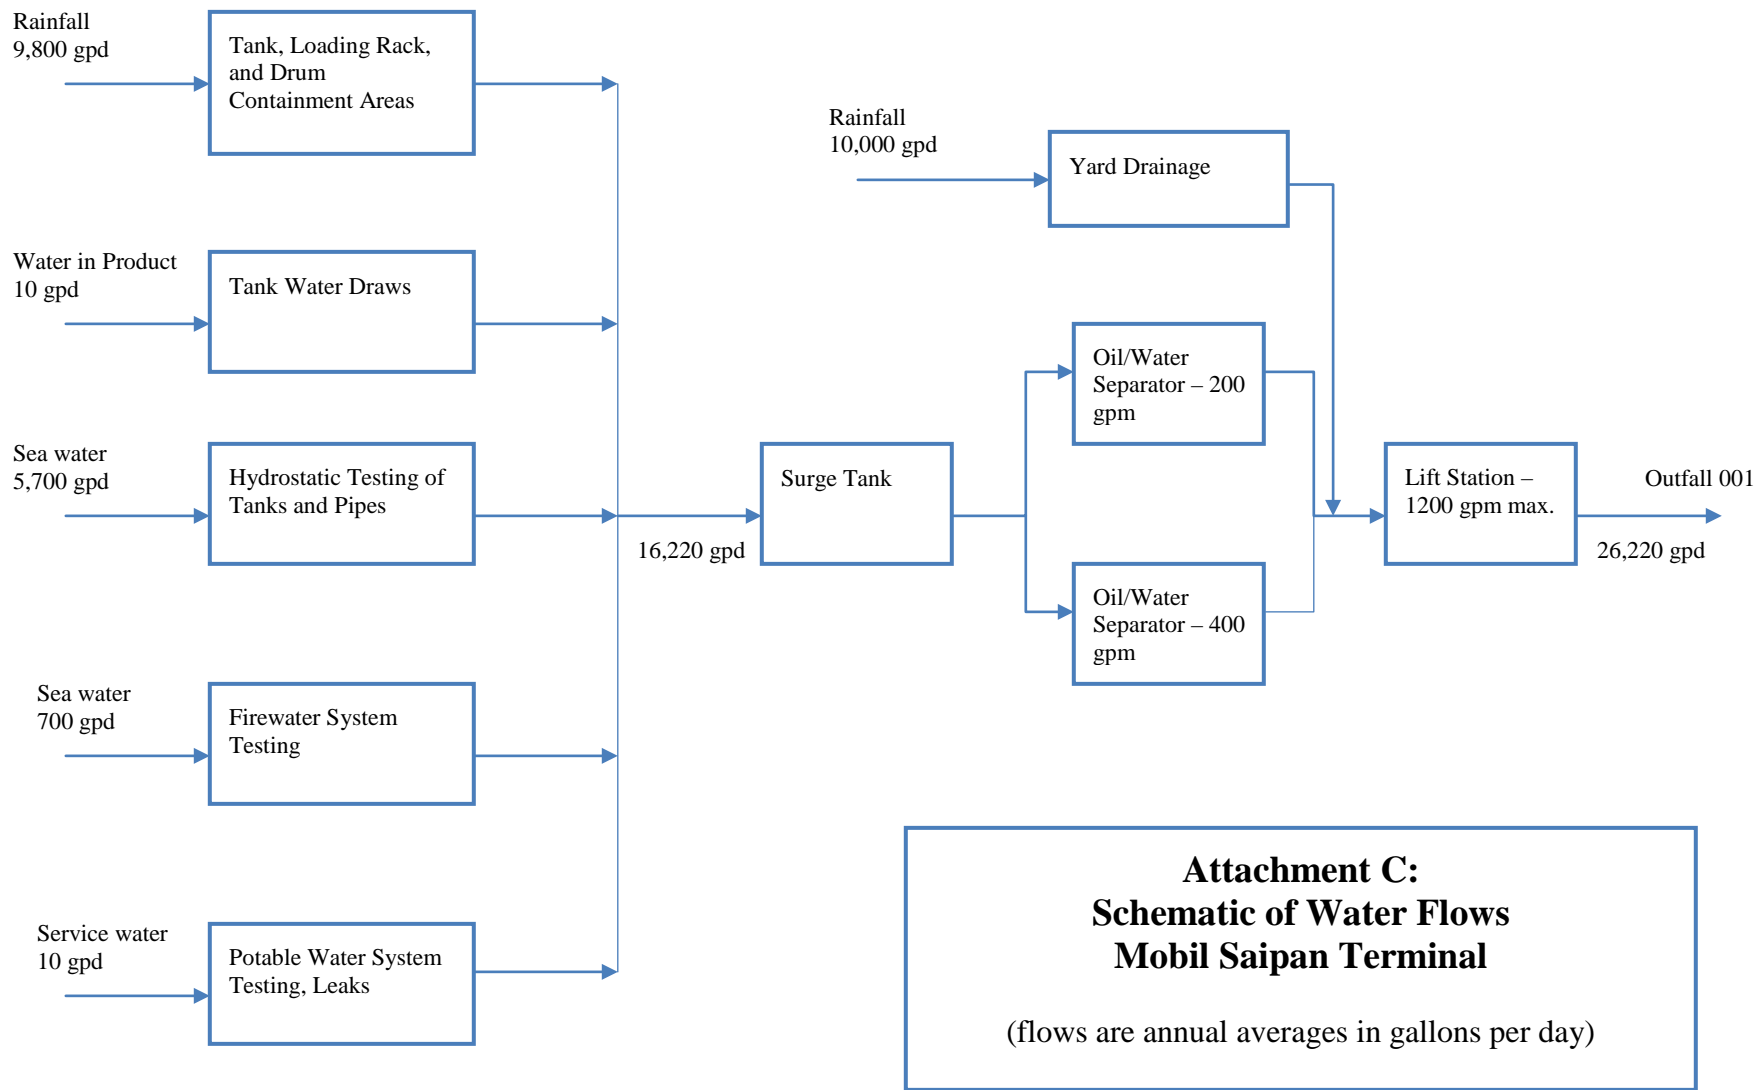 Rainfall
9,800 gpd
Tank, Loading Rack,
and Drum
Containment Areas
Rainfall
10,000 gpd
Yard Drainage
Water in Product
10 gpd
Tank Water Draws
Oil/Water
Separator – 200
gpm
Sea water
5,700 gpd
Hydrostatic Testing of
Tanks and Pipes
16,220 gpd
Surge Tank
Lift Station –
1200 gpm max.
Outfall 001
26,220 gpd
Oil/Water
Separator – 400
gpm
Sea water
700 gpd
Firewater System
Testing
Service water
10 gpd
Potable Water System
Testing, Leaks
Attachment C:
Schematic of Water Flows
Mobil Saipan Terminal
(flows are annual averages in gallons per day)